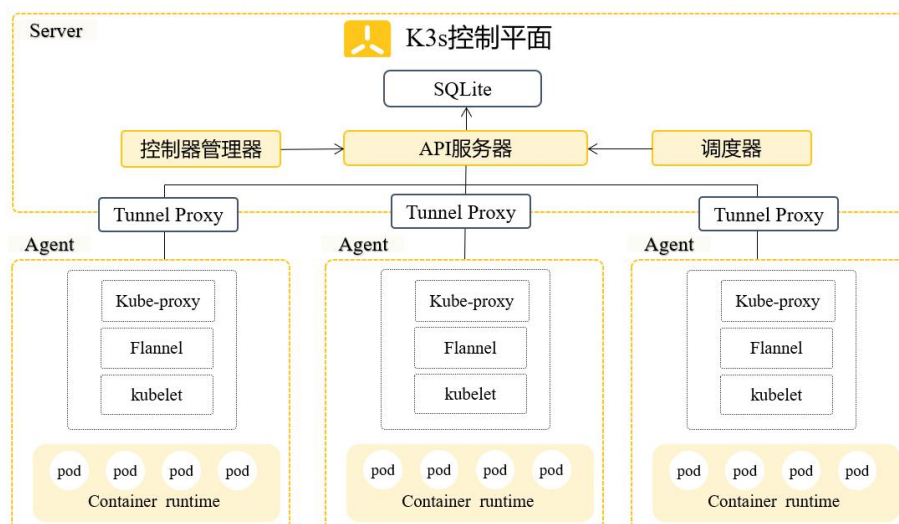 Server
K3s控制平面
SQLite
控制器管理器
API服务器
调度器
Tunnel Proxy
Tunnel Proxy
Tunnel Proxy
Agent
Agent
Agent
Kube-proxy
Flannel
kubelet
pod pod pod pod
Container runtime
Kube-proxy
Flannel
kubelet
pod pod pod pod
Container runtime
Kube-proxy
Flannel
kubelet
pod pod pod pod
Container runtime